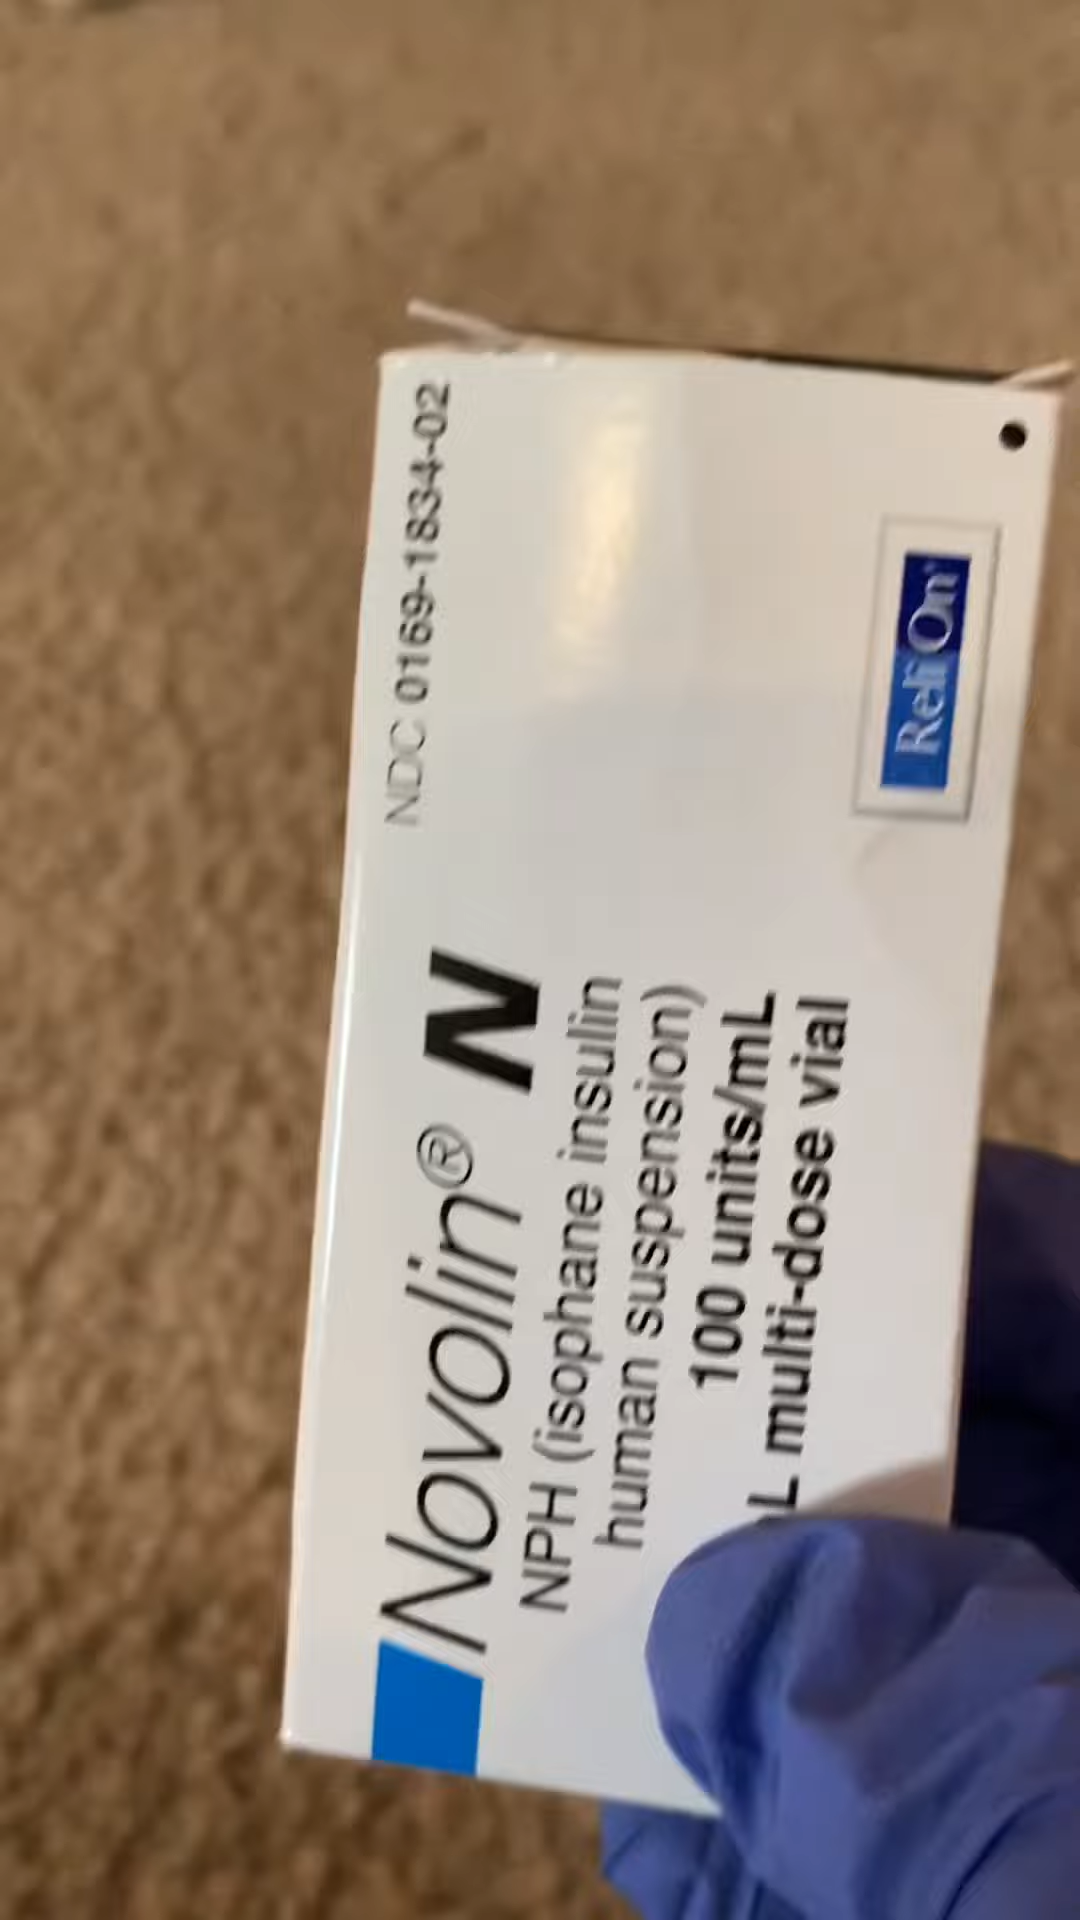 NDC 0169-1834-02
Novolin® N
NPH (isophane insulin
human suspension)
100 units/mL
multi-dose vial
ReliOn